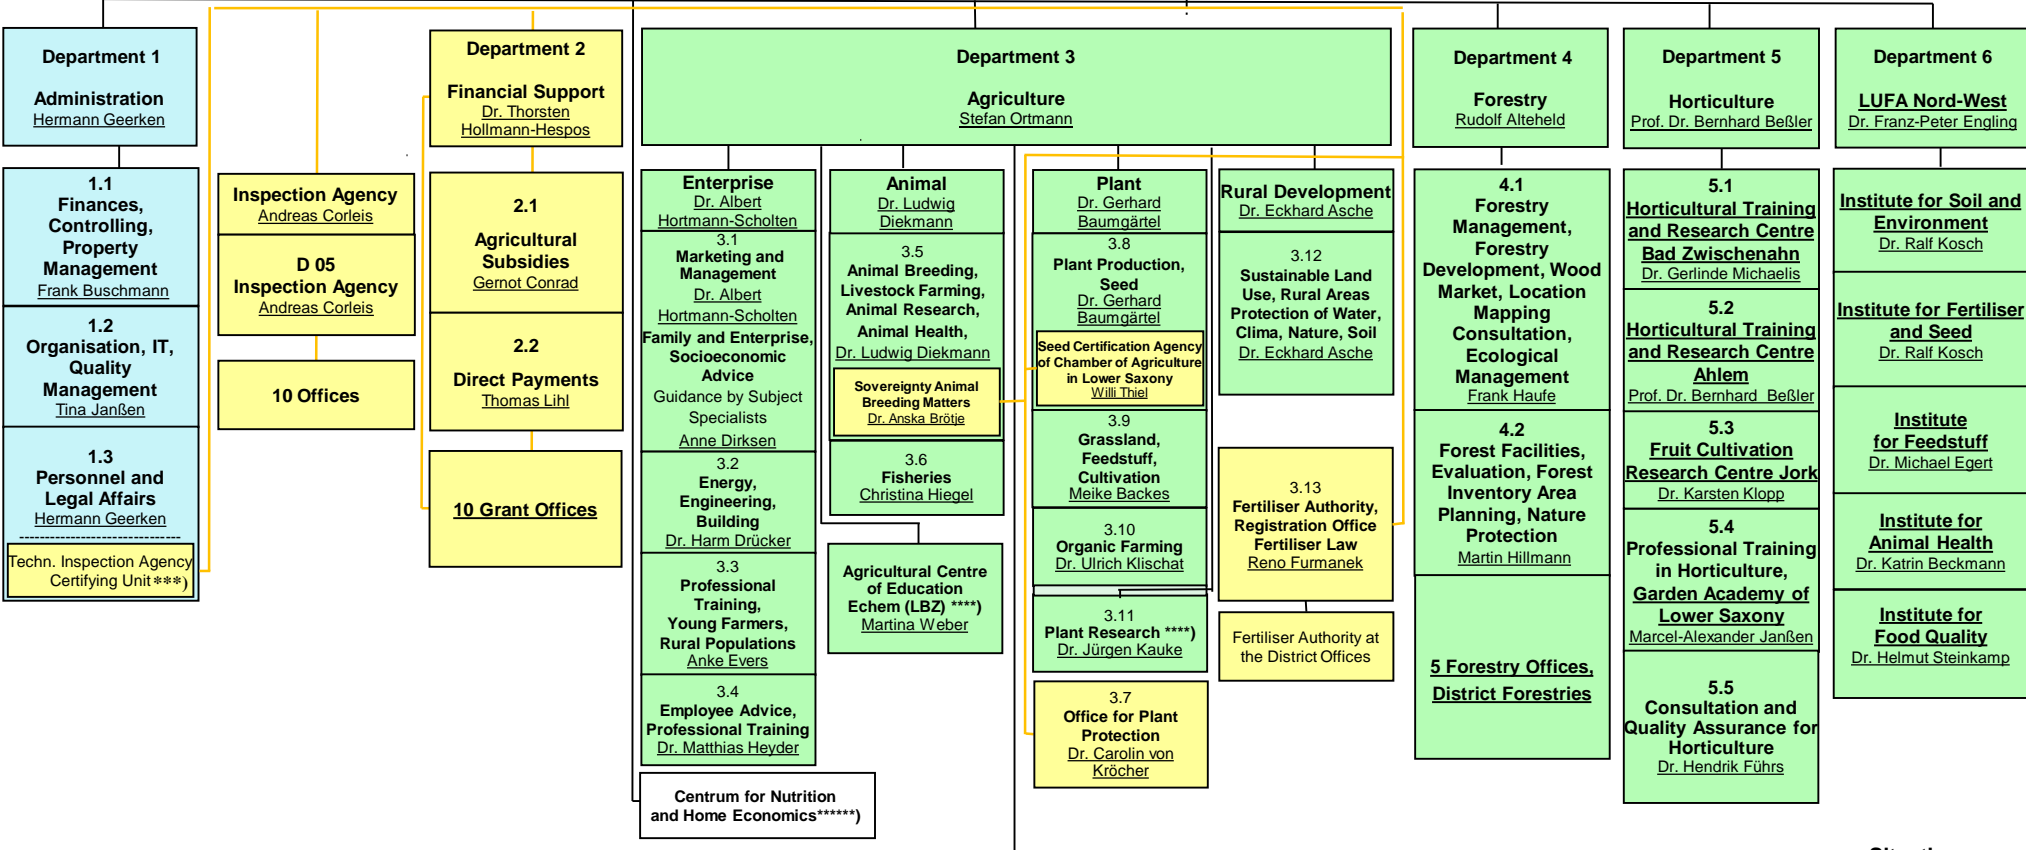 Department 1
Administration
Hermann Geerken
1.1
Finances,
Controlling,
Property
Management
Frank Buschmann
1.2
Organisation, IT,
Quality
Management
Tina Janßen
1.3
Personnel and
Legal Affairs
Hermann Geerken
--------------------------------
Techn. Inspection Agency
Certifying Unit***)
Inspection Agency
Andreas Corleis
D 05
Inspection Agency
Andreas Corleis
10 Offices
Department 2
Financial Support
Dr. Thorsten
Hollmann-Hespos
2.1
Agricultural
Subsidies
Gernot Conrad
2.2
Direct Payments
Thomas Lihl
10 Grant Offices
Department 3
Agriculture
Stefan Ortmann
Enterprise
Dr. Albert
Hortmann-Scholten
3.1
Marketing and
Management
Dr. Albert
Hortmann-Scholten
Family and Enterprise,
Socioeconomic
Advice
Guidance by Subject
Specialists
Anne Dirksen
3.2
Energy,
Engineering,
Building
Dr. Harm Drücker
3.3
Professional
Training,
Young Farmers,
Rural Populations
Anke Evers
3.4
Employee Advice,
Professional Training
Dr. Matthias Heyder
Centrum for Nutrition
and Home Economics******)
Animal
Dr. Ludwig
Diekmann
3.5
Animal Breeding,
Livestock Farming,
Animal Research,
Animal Health,
Dr. Ludwig Diekmann
Sovereignty Animal
Breeding Matters
Dr. Anska Brötje
3.6
Fisheries
Christina Hiegel
Agricultural Centre
of Education
Echem (LBZ) ****)
Martina Weber
Plant
Dr. Gerhard
Baumgärtel
3.8
Plant Production,
Seed
Dr. Gerhard
Baumgärtel
Seed Certification Agency
of Chamber of Agriculture
in Lower Saxony
Willi Thiel
3.9
Grassland,
Feedstuff,
Cultivation
Meike Backes
3.10
Organic Farming
Dr. Ulrich Klischat
3.11
Plant Research ****)
Dr. Jürgen Kauke
3.7
Office for Plant
Protection
Dr. Carolin von
Kröcher
Rural Development
Dr. Eckhard Asche
3.12
Sustainable Land
Use, Rural Areas
Protection of Water,
Clima, Nature, Soil
Dr. Eckhard Asche
3.13
Fertiliser Authority,
Registration Office
Fertiliser Law
Reno Furmanek
Fertiliser Authority at
the District Offices
Department 4
Forestry
Rudolf Alteheld
4.1
Forestry
Management,
Forestry
Development, Wood
Market, Location
Mapping
Consultation,
Ecological
Management
Frank Haufe
4.2
Forest Facilities,
Evaluation, Forest
Inventory Area
Planning, Nature
Protection
Martin Hillmann
5 Forestry Offices,
District Forestries
Department 5
Horticulture
Prof. Dr. Bernhard Beßler
5.1
Horticultural Training
and Research Centre
Bad Zwischenahn
Dr. Gerlinde Michaelis
5.2
Horticultural Training
and Research Centre
Ahlem
Prof. Dr. Bernhard Beßler
5.3
Fruit Cultivation
Research Centre Jork
Dr. Karsten Klopp
5.4
Professional Training
in Horticulture,
Garden Academy of
Lower Saxony
Marcel-Alexander Janßen
5.5
Consultation and
Quality Assurance for
Horticulture
Dr. Hendrik Führs
Department 6
LUFA Nord-West
Dr. Franz-Peter Engling
Institute for Soil and
Environment
Dr. Ralf Kosch
Institute for Fertiliser
and Seed
Dr. Ralf Kosch
Institute
for Feedstuff
Dr. Michael Egert
Institute for
Animal Health
Dr. Katrin Beckmann
Institute for
Food Quality
Dr. Helmut Steinkamp